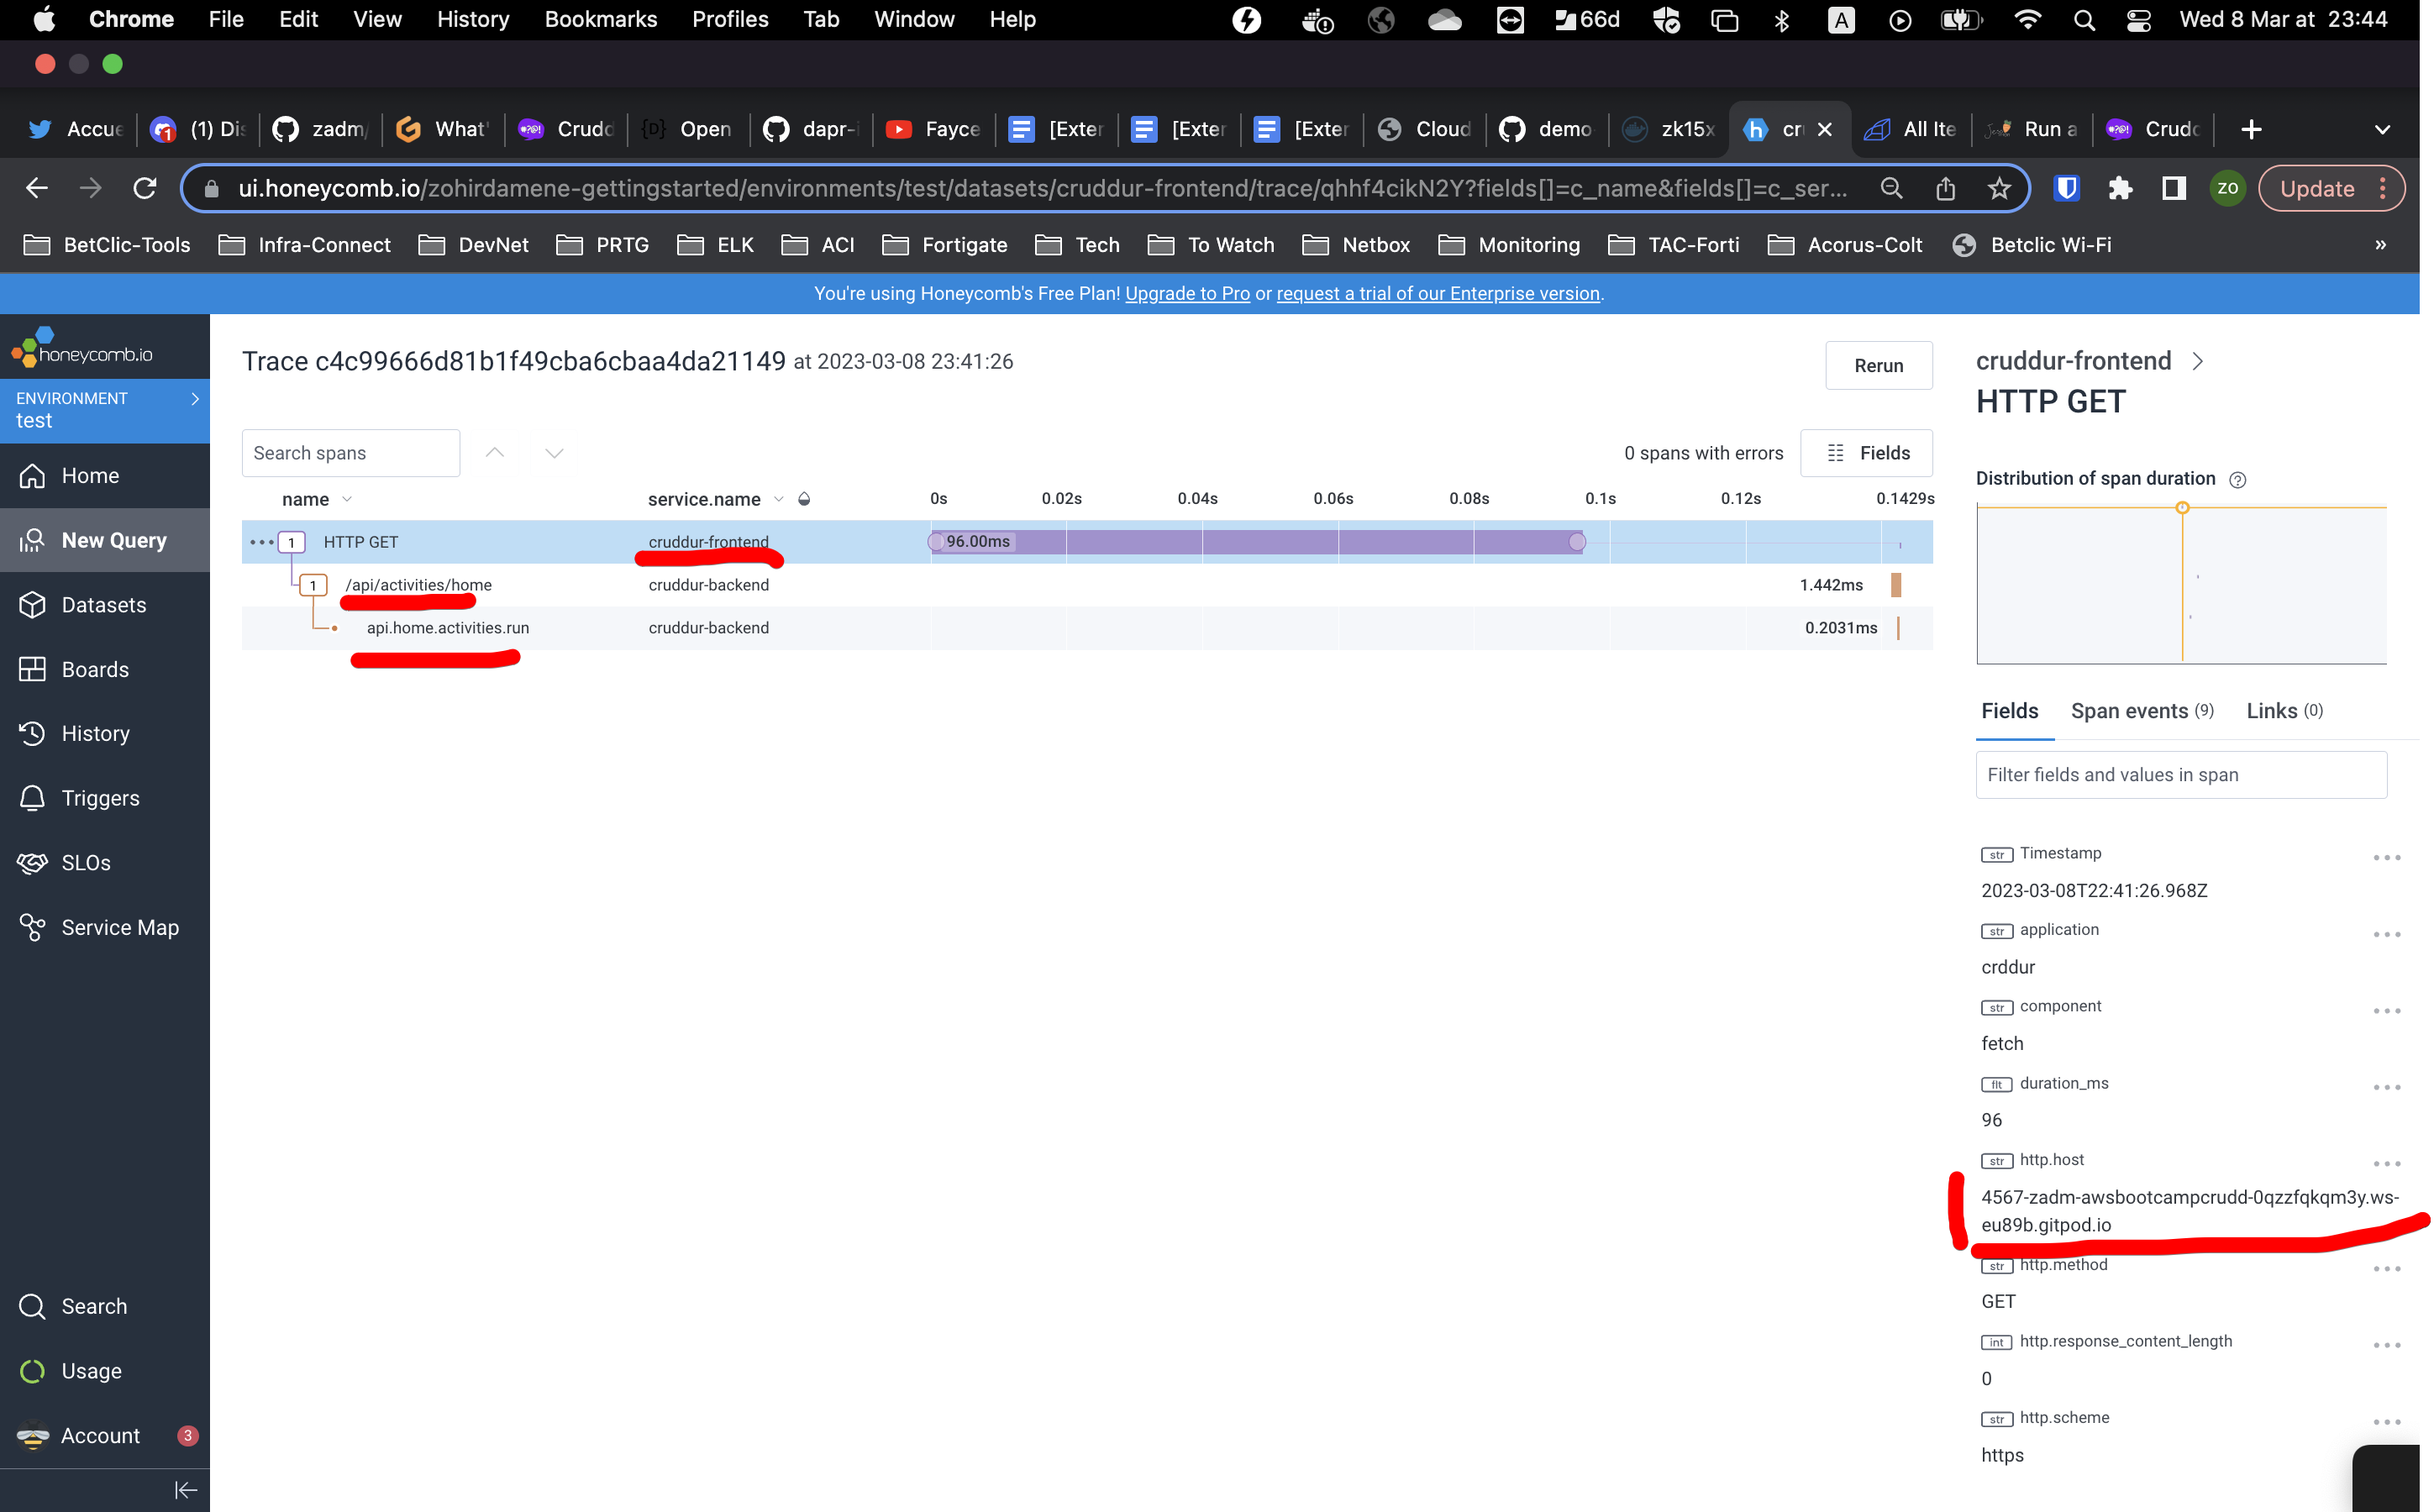 Chrome File Edit View History Bookmarks Profiles Tab Window Help 66d A Wed 8 Mar at 23:44
Accue (1) Dis zadm/ What' Crudd {D} Open dapr-i Fayce [Exter [Exter [Exter Cloud demo zk15x cr All Ite Run a Crudd
ui.honeycomb.io/zohirdamene-gettingstarted/environments/test/datasets/cruddur-frontend/trace/qhhf4cikN2Y?fields[]=c_name&fields[]=c_ser... ZO Update
BetClic-Tools Infra-Connect DevNet PRTG ELK ACI Fortigate Tech To Watch Netbox Monitoring TAC-Forti Acorus-Colt Betclic Wi-Fi »
You're using Honeycomb's Free Plan! Upgrade to Pro or request a trial of our Enterprise version.
honeycomb.io
ENVIRONMENT
test
Home
New Query
Datasets
Boards
History
Triggers
SLOs
Service Map
Search
Usage
Account 3
Trace c4c99666d81b1f49cba6cbaa4da21149 at 2023-03-08 23:41:26
Rerun
Search spans
0 spans with errors
Fields
name service.name 0s 0.02s 0.04s 0.06s 0.08s 0.1s 0.12s 0.1429s
1 HTTP GET cruddur-frontend 96.00ms
1 /api/activities/home cruddur-backend 1.442ms
api.home.activities.run cruddur-backend 0.2031ms
cruddur-frontend
HTTP GET
Distribution of span duration ?
Fields Span events (9) Links (0)
Filter fields and values in span
str Timestamp
2023-03-08T22:41:26.968Z
str application
crddur
str component
fetch
flt duration_ms
96
str http.host
4567-zadm-awsbootcampcrudd-0qzzfqkqm3y.ws-
eu89b.gitpod.io
str http.method
GET
int http.response_content_length
0
str http.scheme
https